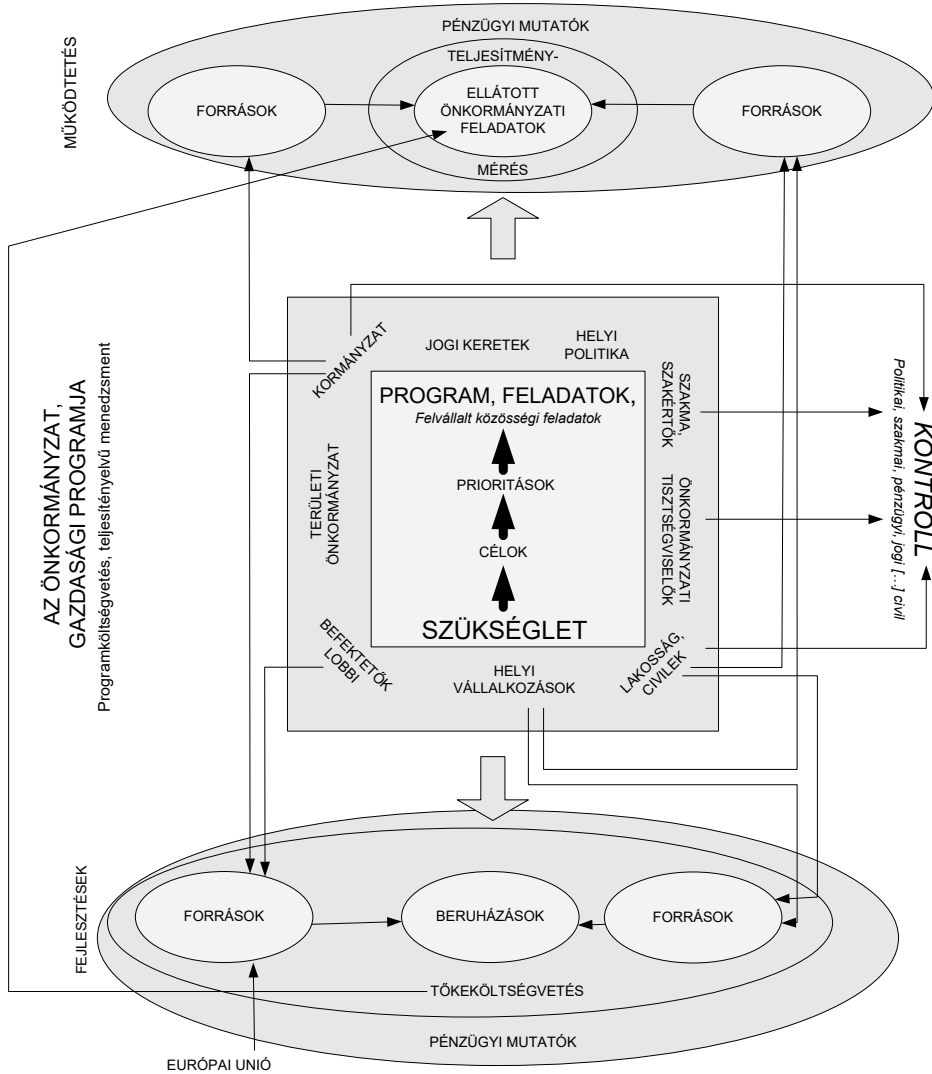 PÉNZÜGYI MUTATÓK
TELJESÍTMÉNY-
MŰKÖDTETÉS
FORRÁSOK
ELLÁTOTT
ÖNKORMÁNYZATI
FELADATOK
FORRÁSOK
MÉRÉS
AZ ÖNKORMÁNYZAT,
GAZDASÁGI PROGRAMJA
Programköltségvetés, teljesítényelvű menedzsment
KORMÁNYZAT
JOGI KERETEK
HELYI
POLITIKA
SZAKMA,
SZAKÉRTŐK
PROGRAM, FELADATOK,
Felvállalt közösségi feladatok
PRIORITÁSOK
CÉLOK
SZÜKSÉGLET
TERÜLETI
ÖNKORMÁNYZAT
ÖNKORMÁNYZATI
TISZTSÉGVISELŐK
BEFEKTETŐK
LOBBI
HELYI
VÁLLALKOZÁSOK
LAKOSSÁG,
CIVILEK
KONTROLL
Politikai, szakmai, pénzügyi, jogi [...] civil
FEJLESZTÉSEK
FORRÁSOK
BERUHÁZÁSOK
FORRÁSOK
TŐKEKÖLTSÉGVETÉS
PÉNZÜGYI MUTATÓK
EURÓPAI UNIÓ